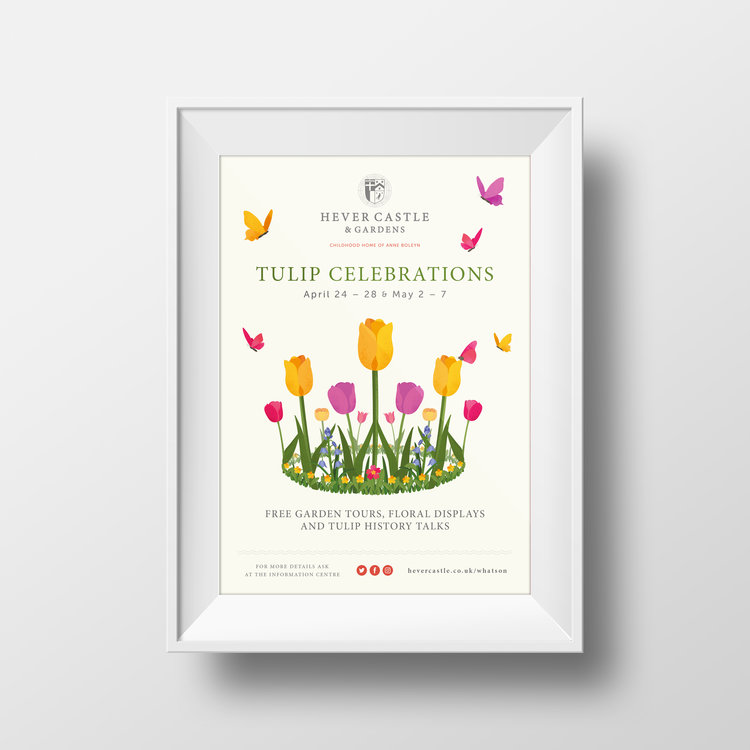 HEVER CASTLE
& GARDENS
CHILDHOOD HOME OF ANNE BOLEYN
TULIP CELEBRATIONS
April 24 – 28 & May 2 – 7
FREE GARDEN TOURS, FLORAL DISPLAYS
AND TULIP HISTORY TALKS
FOR MORE DETAILS ASK
AT THE INFORMATION CENTRE
hevercastle.co.uk/whatson